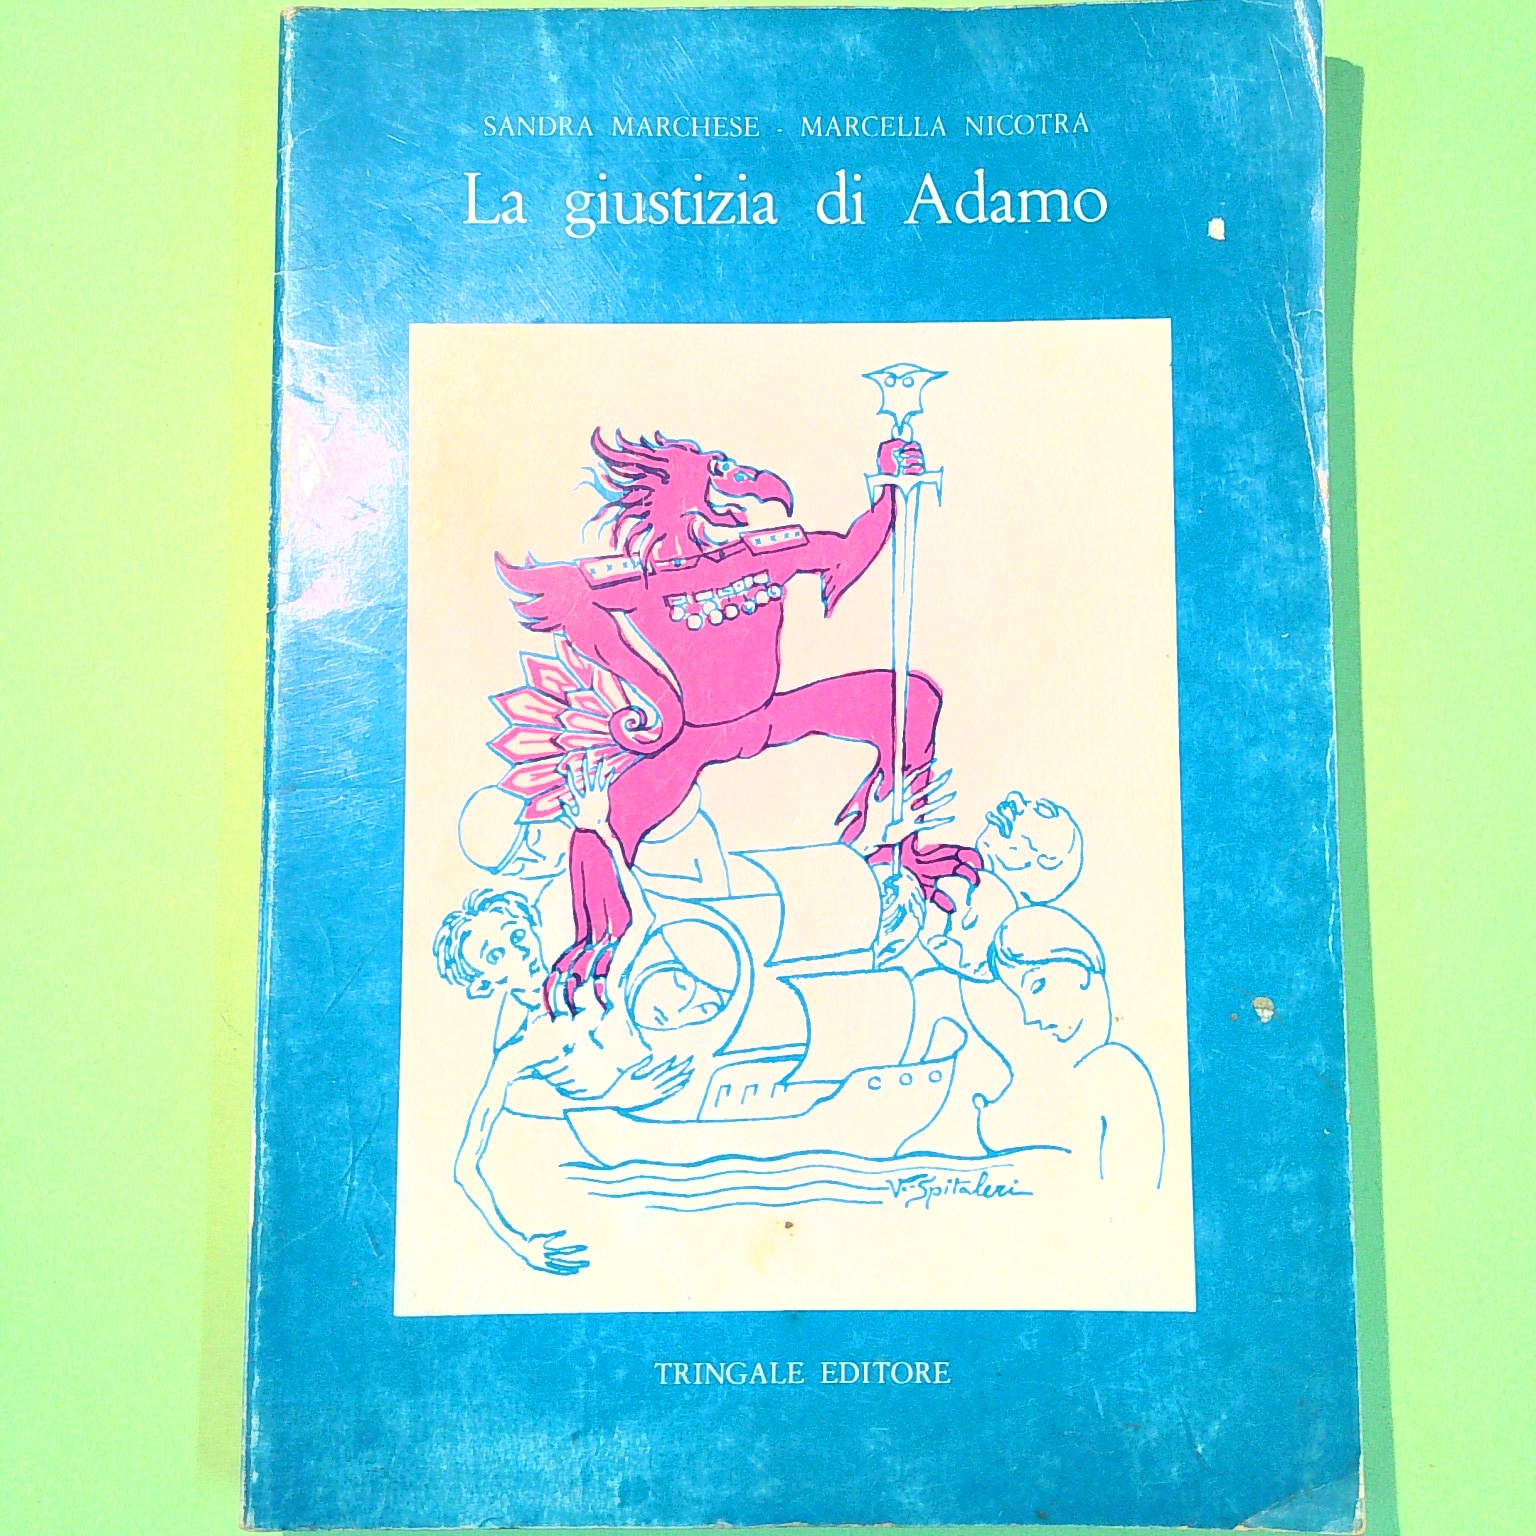 SANDRA MARCHESE - MARCELLA NICOTRA
La giustizia di Adamo
V. Spitaleri
TRINGALE EDITORE